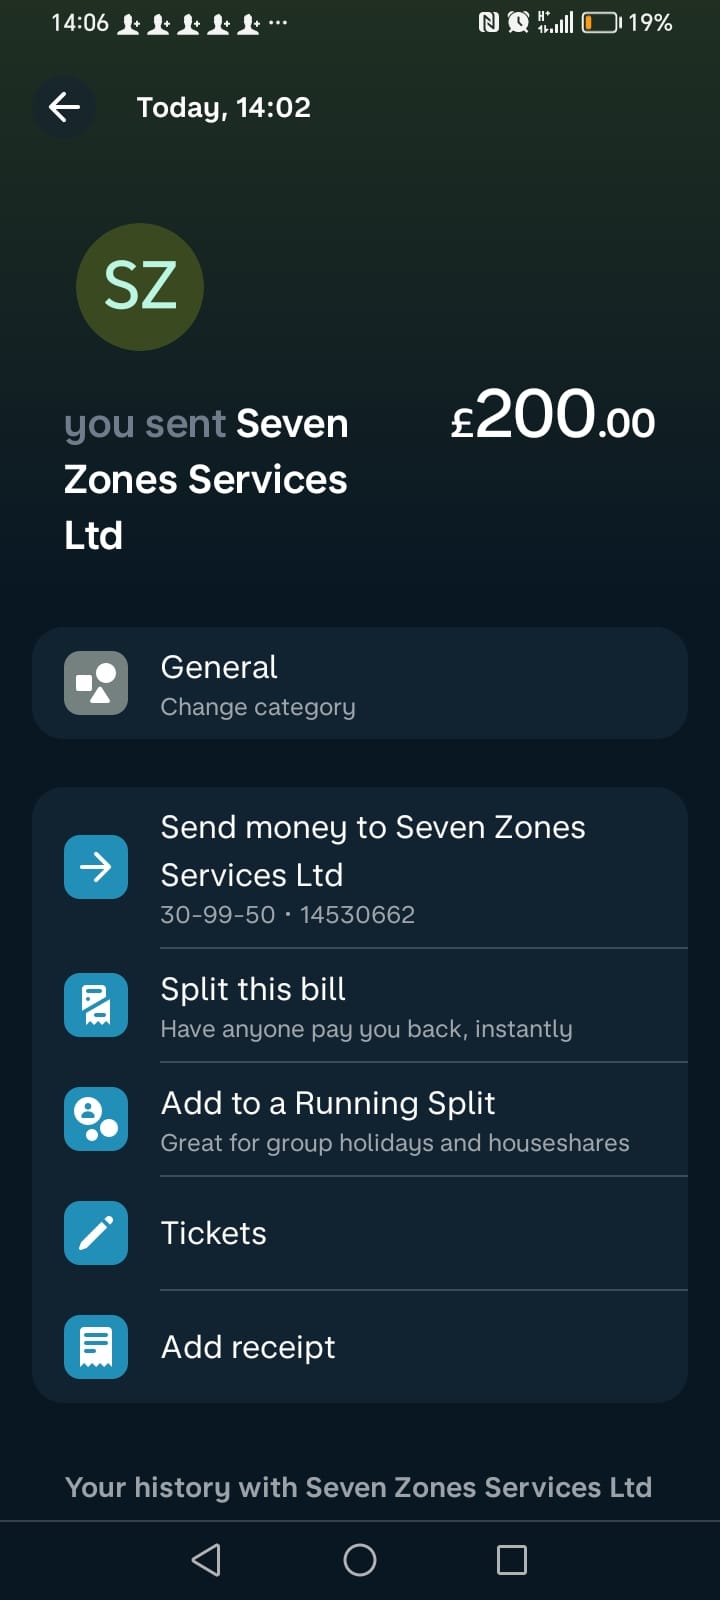 14:06 ... 19%
Today, 14:02
SZ
you sent Seven £200.00
Zones Services
Ltd
General
Change category
Send money to Seven Zones
Services Ltd
30-99-50 · 14530662
Split this bill
Have anyone pay you back, instantly
Add to a Running Split
Great for group holidays and houseshares
Tickets
Add receipt
Your history with Seven Zones Services Ltd